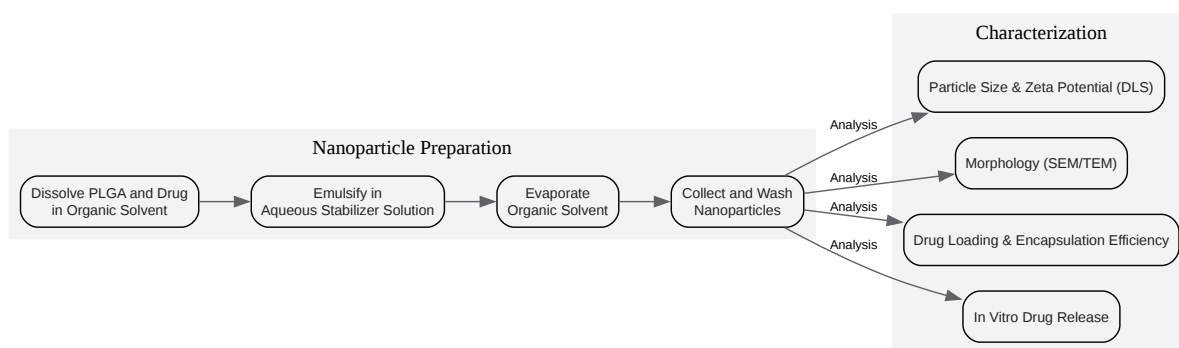 Nanoparticle Preparation
Dissolve PLGA and Drug
in Organic Solvent
Emulsify in
Aqueous Stabilizer Solution
Evaporate
Organic Solvent
Collect and Wash
Nanoparticles
Analysis
Analysis
Analysis
Analysis
Characterization
Particle Size & Zeta Potential (DLS)
Morphology (SEM/TEM)
Drug Loading & Encapsulation Efficiency
In Vitro Drug Release